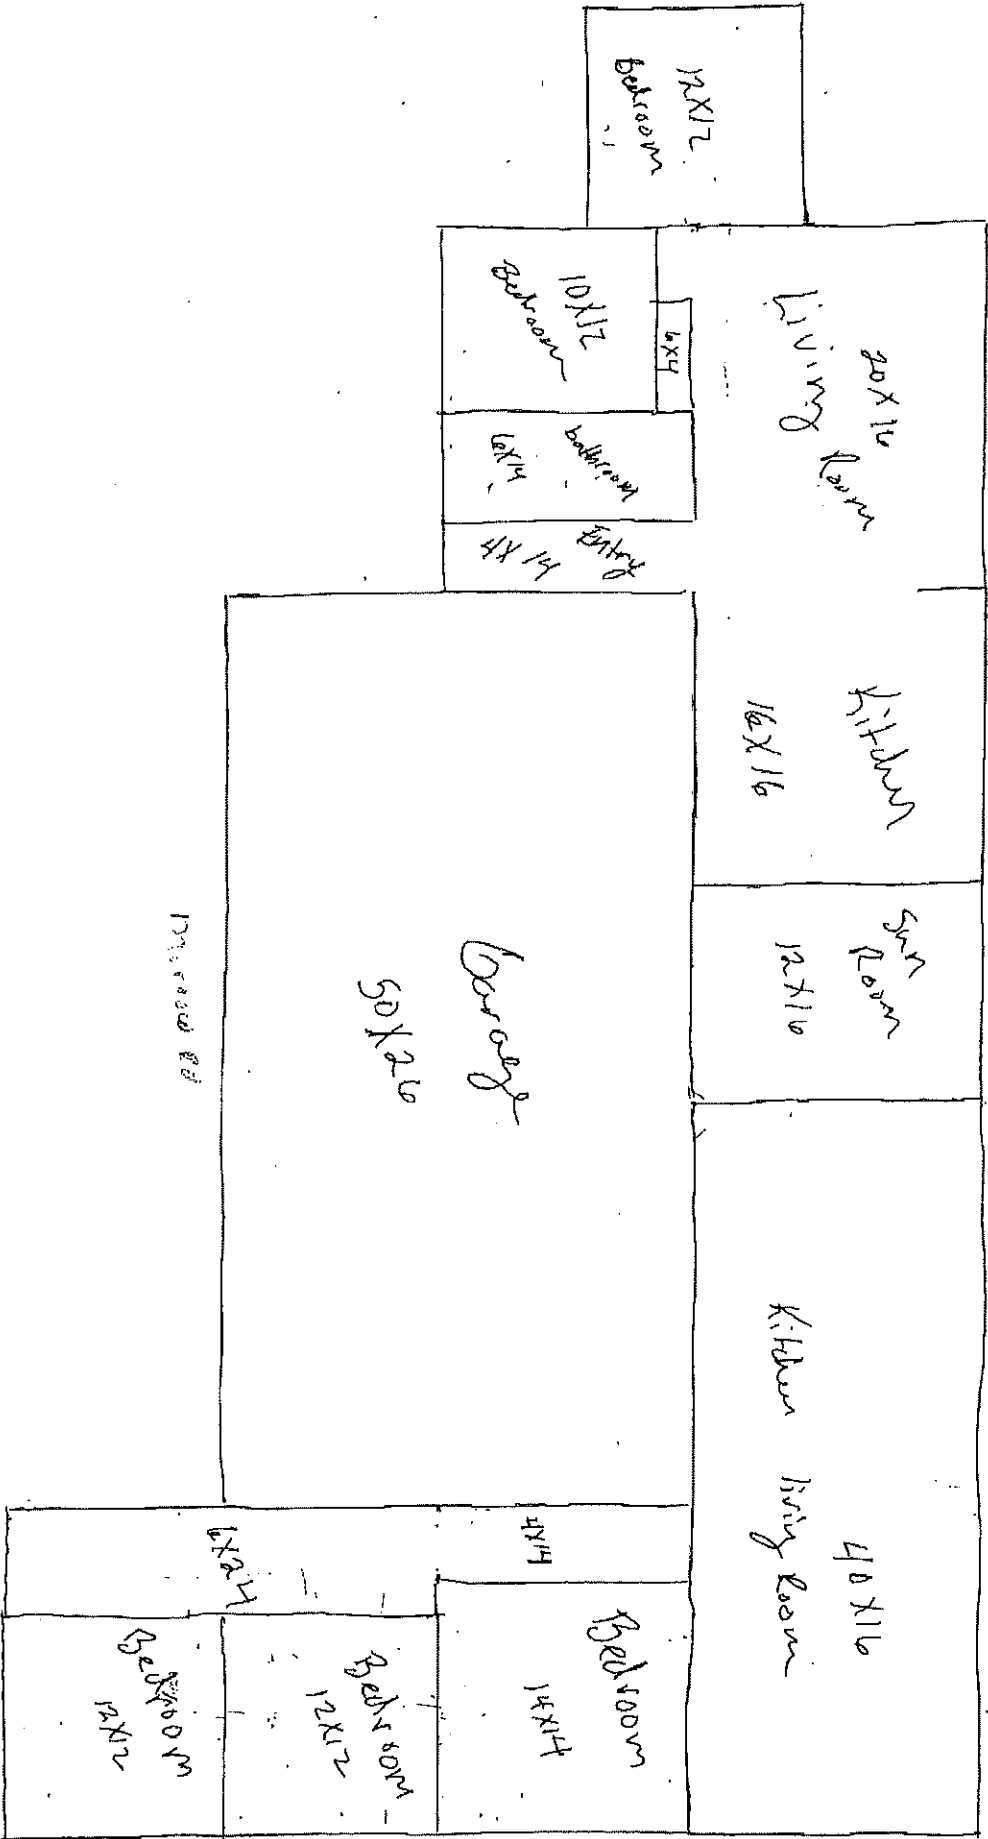 20X16
Living Room
Kitchen
16X16
Sun
Room
12X16
40X16
Kitchen living Room
12X12
bedroom
6X4
10X12
Bedroom
bathroom
6X14
Entry
4X14
Garage
50X26
4X14
Bedroom
14X14
6X24
Bedroom
12X12
Bedroom
12X12